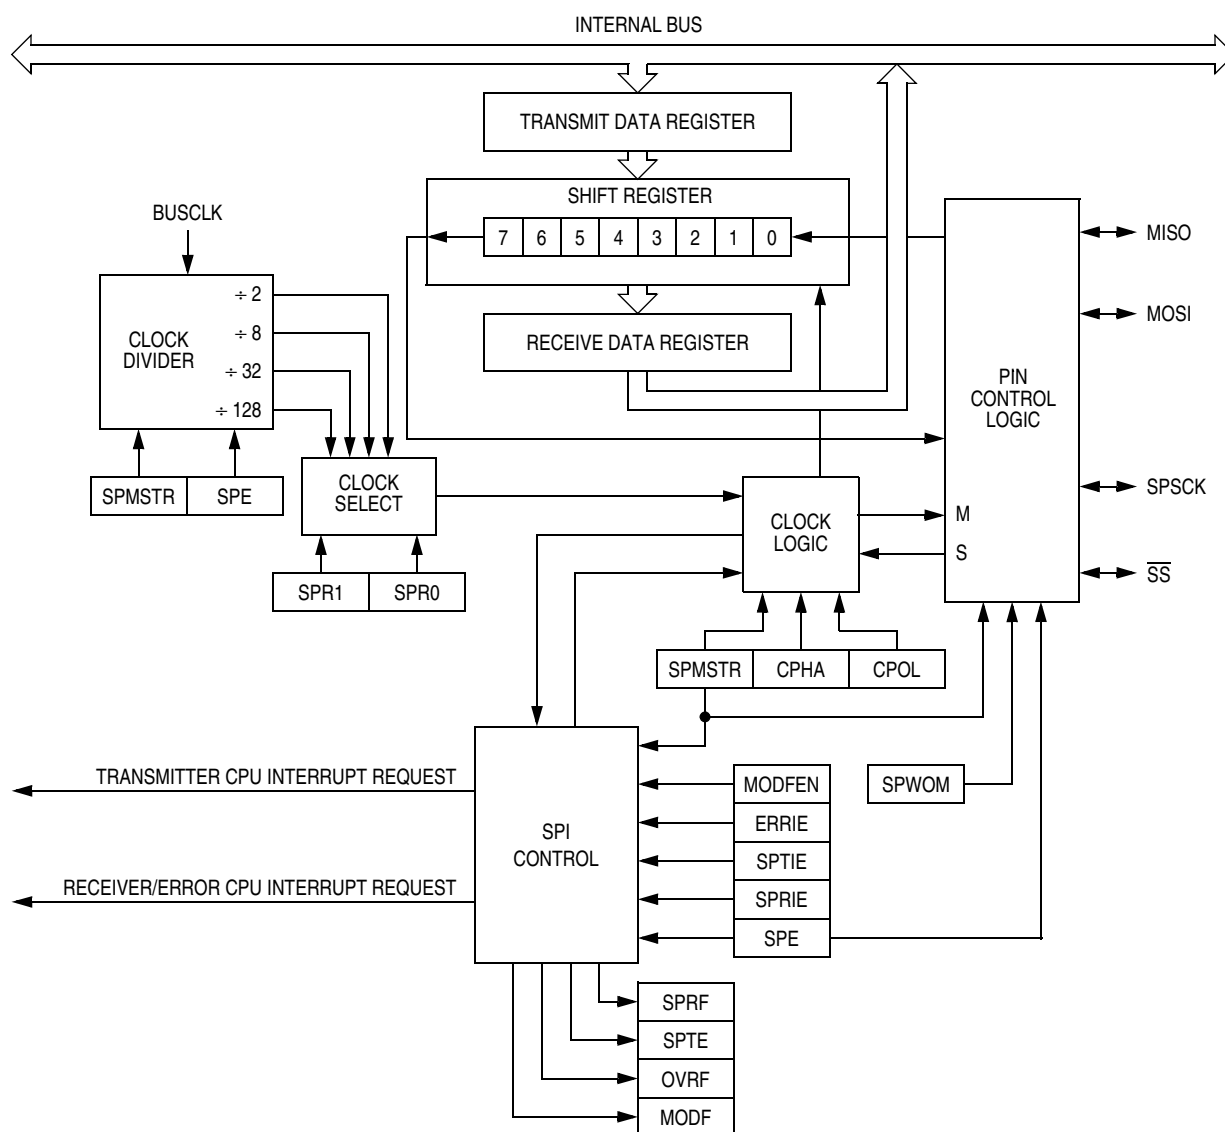 INTERNAL BUS
TRANSMIT DATA REGISTER
SHIFT REGISTER
7 6 5 4 3 2 1 0
RECEIVE DATA REGISTER
BUSCLK
CLOCK
DIVIDER
÷ 2
÷ 8
÷ 32
÷ 128
SPMSTR SPE
CLOCK
SELECT
SPR1 SPR0
CLOCK
LOGIC
PIN
CONTROL
LOGIC
M
S
MISO
MOSI
SPSCK
SS
SPMSTR CPHA CPOL
TRANSMITTER CPU INTERRUPT REQUEST
RECEIVER/ERROR CPU INTERRUPT REQUEST
SPI
CONTROL
MODFEN
ERRIE
SPTIE
SPRIE
SPE
SPWOM
SPRF
SPTE
OVRF
MODF